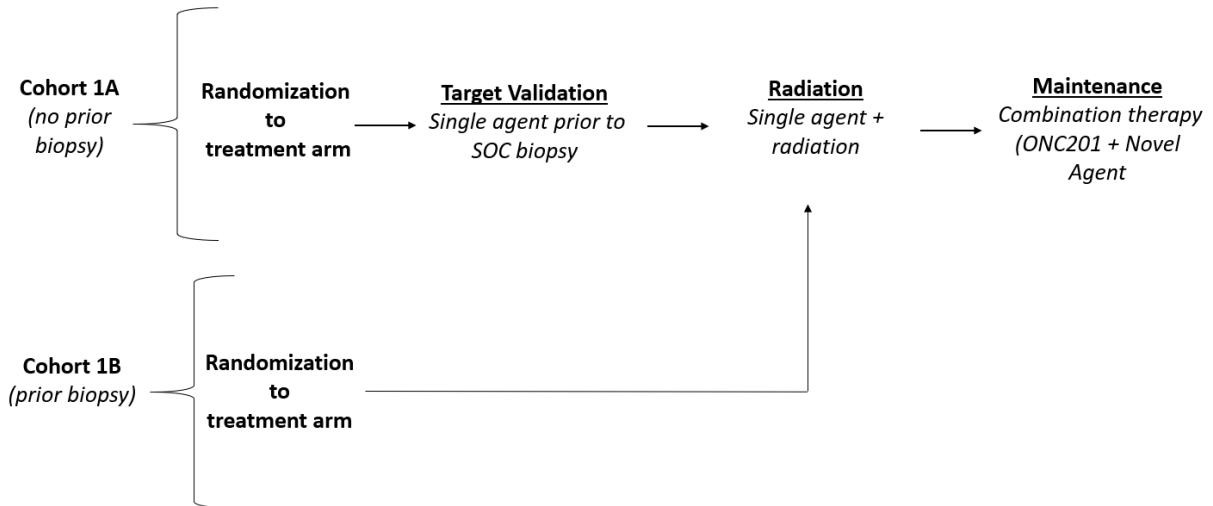 Cohort 1A
(no prior
biopsy)
Randomization
to
treatment arm
Target Validation
Single agent prior to
SOC biopsy
Radiation
Single agent +
radiation
Maintenance
Combination therapy
(ONC201 + Novel
Agent
Cohort 1B
(prior biopsy)
Randomization
to
treatment arm